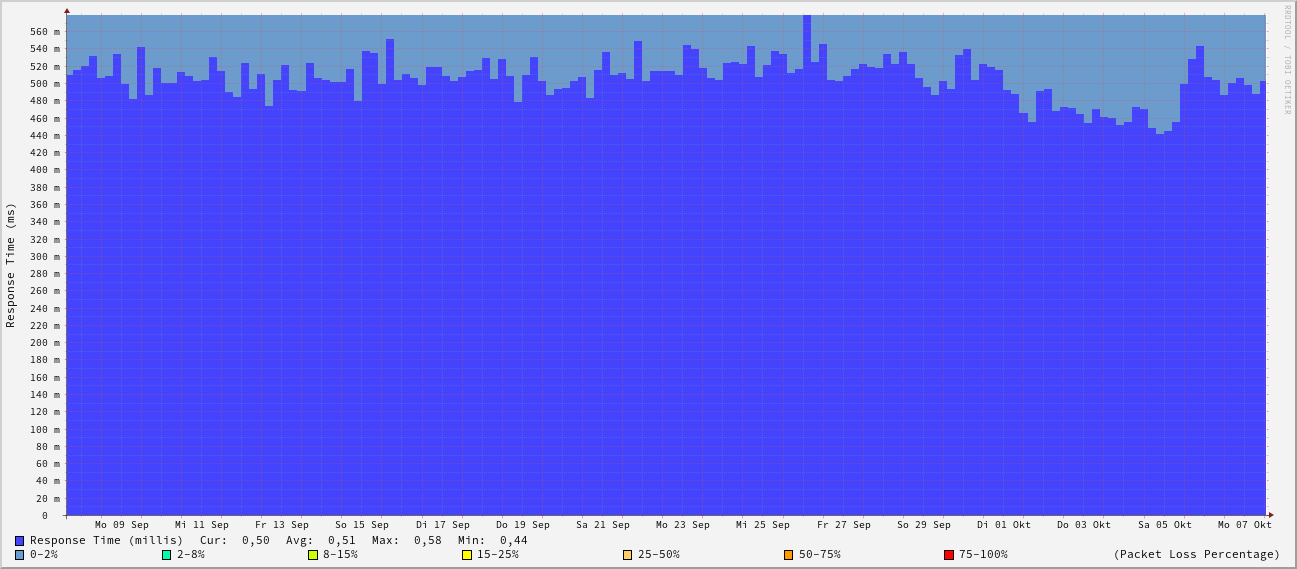 RRDTOOL / TOBI OETIKER
Response Time (ms)
560 m
540 m
520 m
500 m
480 m
460 m
440 m
420 m
400 m
380 m
360 m
340 m
320 m
300 m
280 m
260 m
240 m
220 m
200 m
180 m
160 m
140 m
120 m
100 m
80 m
60 m
40 m
20 m
0
Mo 09 Sep Mi 11 Sep Fr 13 Sep So 15 Sep Di 17 Sep Do 19 Sep Sa 21 Sep Mo 23 Sep Mi 25 Sep Fr 27 Sep So 29 Sep Di 01 Okt Do 03 Okt Sa 05 Okt Mo 07 Okt
Response Time (millis) Cur: 0,50 Avg: 0,51 Max: 0,58 Min: 0,44
0-2% 2-8% 8-15% 15-25% 25-50% 50-75% 75-100% (Packet Loss Percentage)